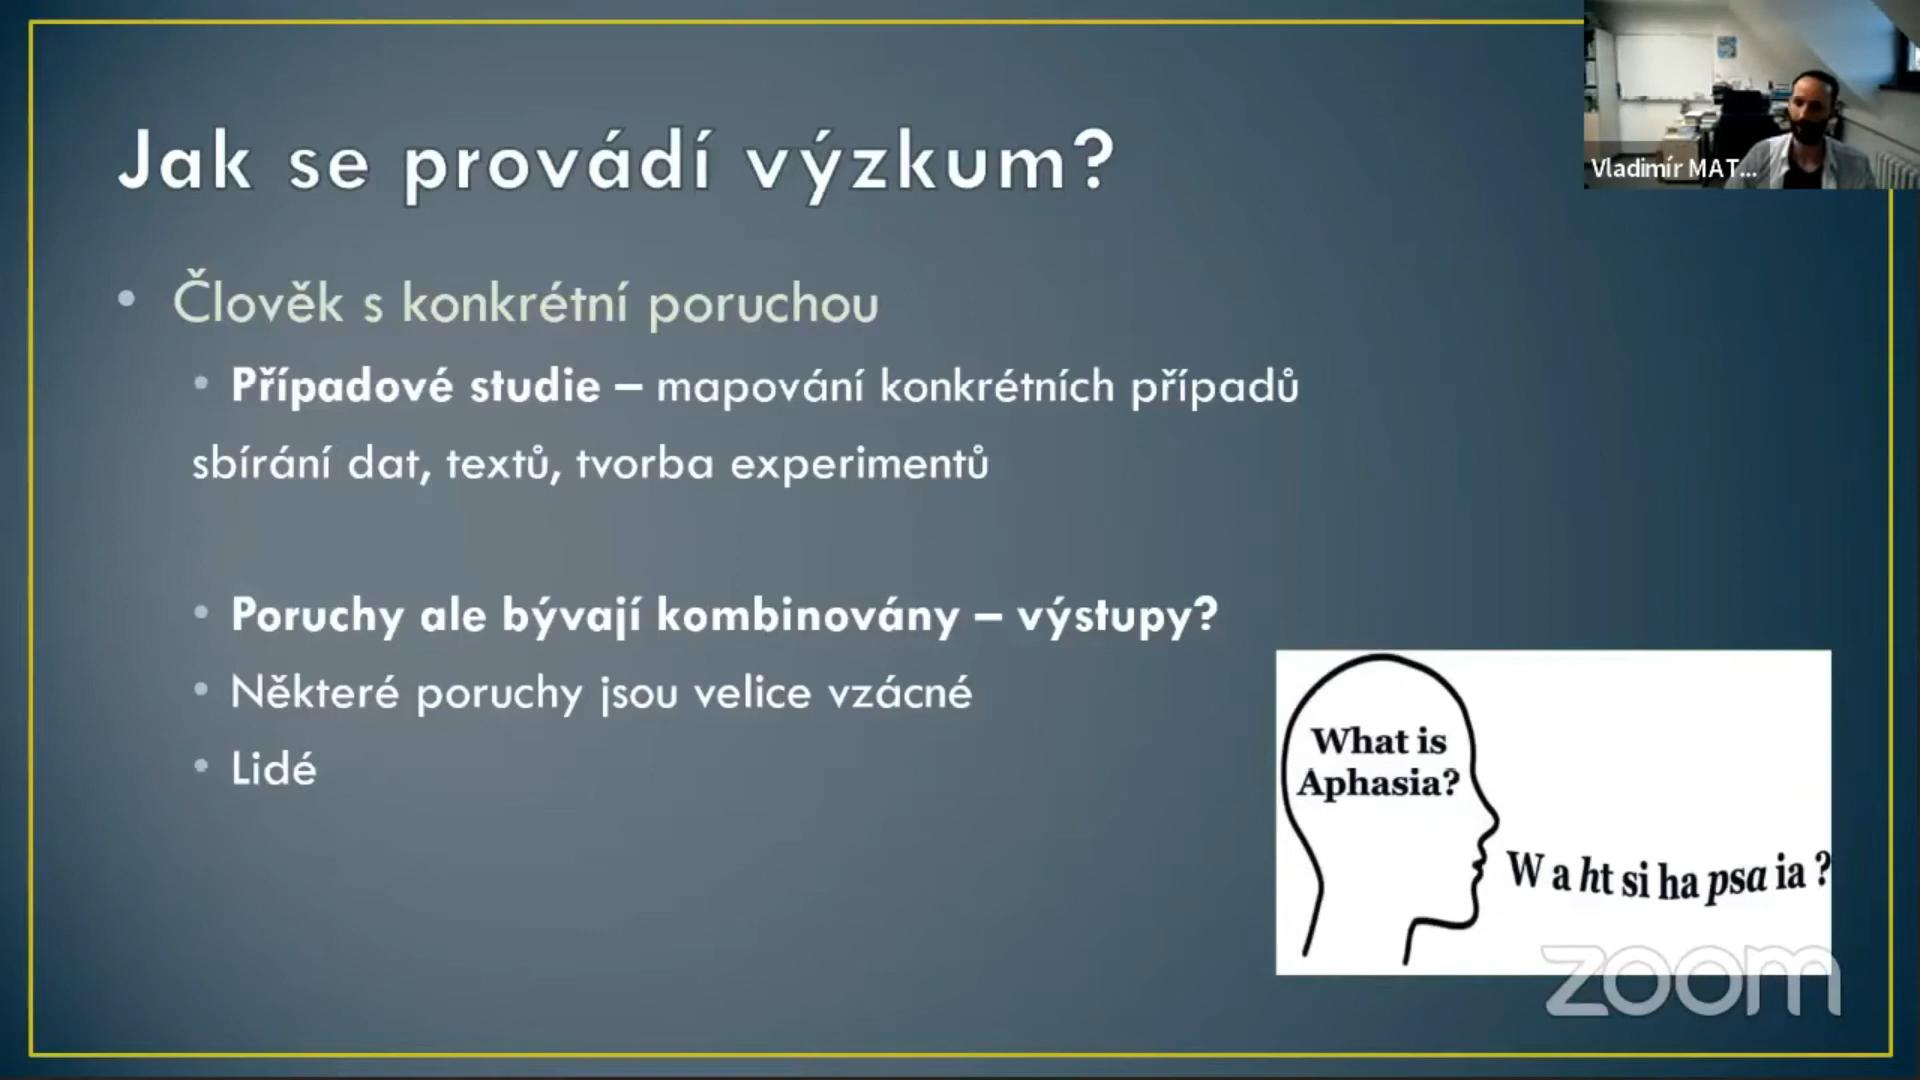 Vladimír MAT...
Jak se provádí výzkum?
• Člověk s konkrétní poruchou
• Případové studie – mapování konkrétních případů
sbírání dat, textů, tvorba experimentů
• Poruchy ale bývají kombinovány – výstupy?
• Některé poruchy jsou velice vzácné
• Lidé
What is
Aphasia?
W a ht si ha psa ia ?
zoom